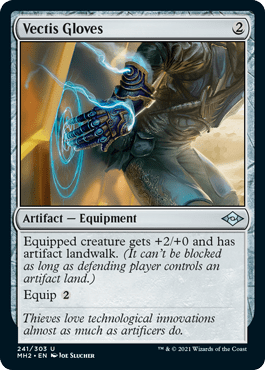 Vectis Gloves 2
Artifact — Equipment
Equipped creature gets +2/+0 and has
artifact landwalk. (It can't be blocked
as long as defending player controls an
artifact land.)
Equip 2
Thieves love technological innovations
almost as much as artificers do.
241/303 U
MH2 • EN Joe Slucher
™ & © 2021 Wizards of the Coast